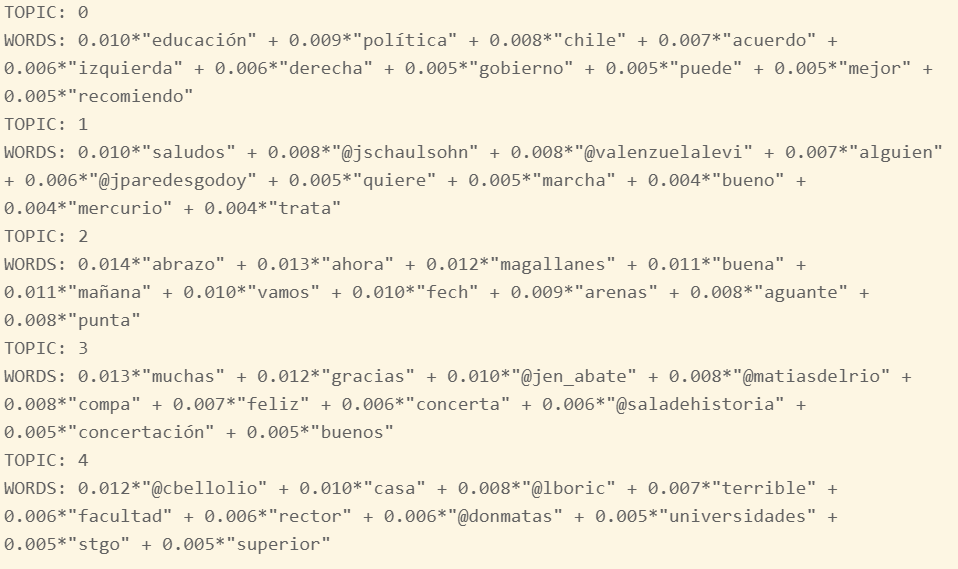 TOPIC: 0
WORDS: 0.010*"educación" + 0.009*"política" + 0.008*"chile" + 0.007*"acuerdo" +
0.006*"izquierda" + 0.006*"derecha" + 0.005*"gobierno" + 0.005*"puede" + 0.005*"mejor" +
0.005*"recomiendo"
TOPIC: 1
WORDS: 0.010*"saludos" + 0.008*"@jschaulsohn" + 0.008*"@valenzuelalevi" + 0.007*"alguien"
+ 0.006*"@jparedesgodoy" + 0.005*"quiere" + 0.005*"marcha" + 0.004*"bueno" +
0.004*"mercurio" + 0.004*"trata"
TOPIC: 2
WORDS: 0.014*"abrazo" + 0.013*"ahora" + 0.012*"magallanes" + 0.011*"buena" +
0.011*"mañana" + 0.010*"vamos" + 0.010*"fech" + 0.009*"arenas" + 0.008*"aguante" +
0.008*"punta"
TOPIC: 3
WORDS: 0.013*"muchas" + 0.012*"gracias" + 0.010*"@jen_abate" + 0.008*"@matiasdelrio" +
0.008*"compa" + 0.007*"feliz" + 0.006*"concerta" + 0.006*"@saladehistoria" +
0.005*"concertación" + 0.005*"buenos"
TOPIC: 4
WORDS: 0.012*"@cbellolio" + 0.010*"casa" + 0.008*"@lboric" + 0.007*"terrible" +
0.006*"facultad" + 0.006*"rector" + 0.006*"@donmatas" + 0.005*"universidades" +
0.005*"stgo" + 0.005*"superior"